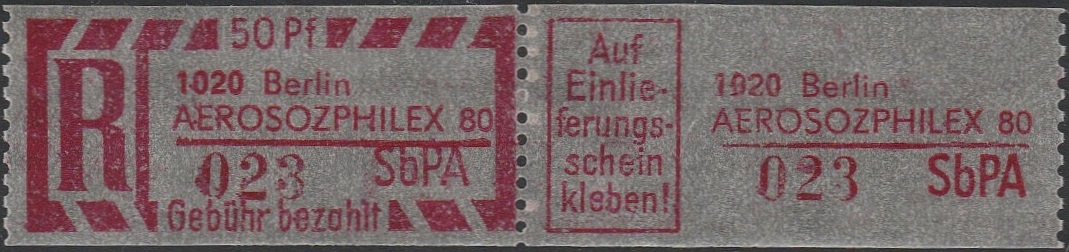 50 Pf
R
1020 Berlin
AEROSOZPHILEX 80
023 SbPA
Gebühr bezahlt
Auf
Einlie-
ferungs-
schein
kleben!
1020 Berlin
AEROSOZPHILEX 80
023 SbPA